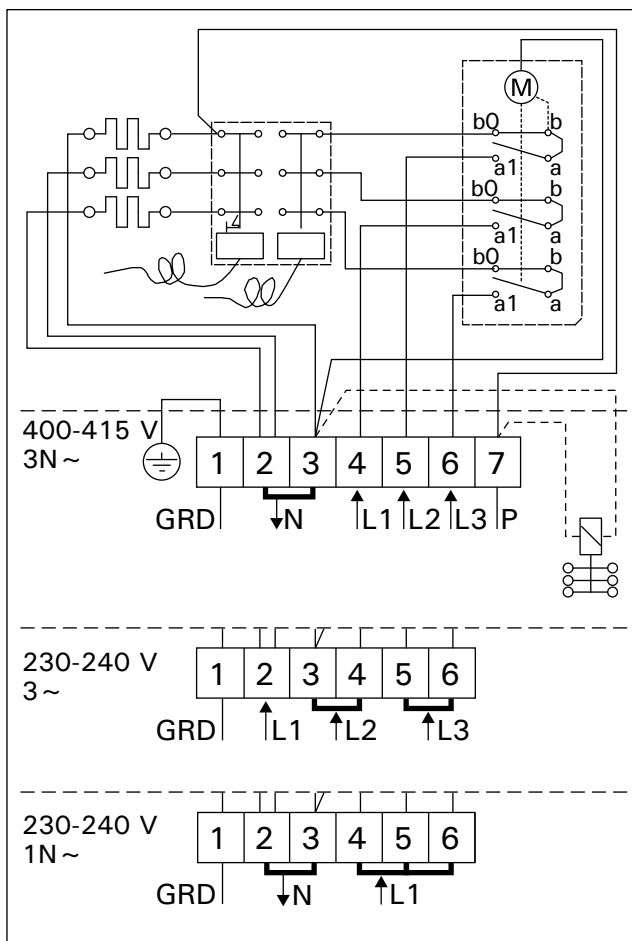 M
b0 b
a1 a
b0 b
a1 a
b0 b
a1 a
400-415 V
3N~
1 2 3 4 5 6 7
GRD N L1 L2 L3 P
230-240 V
3~
1 2 3 4 5 6
GRD L1 L2 L3
230-240 V
1N~
1 2 3 4 5 6
GRD N L1